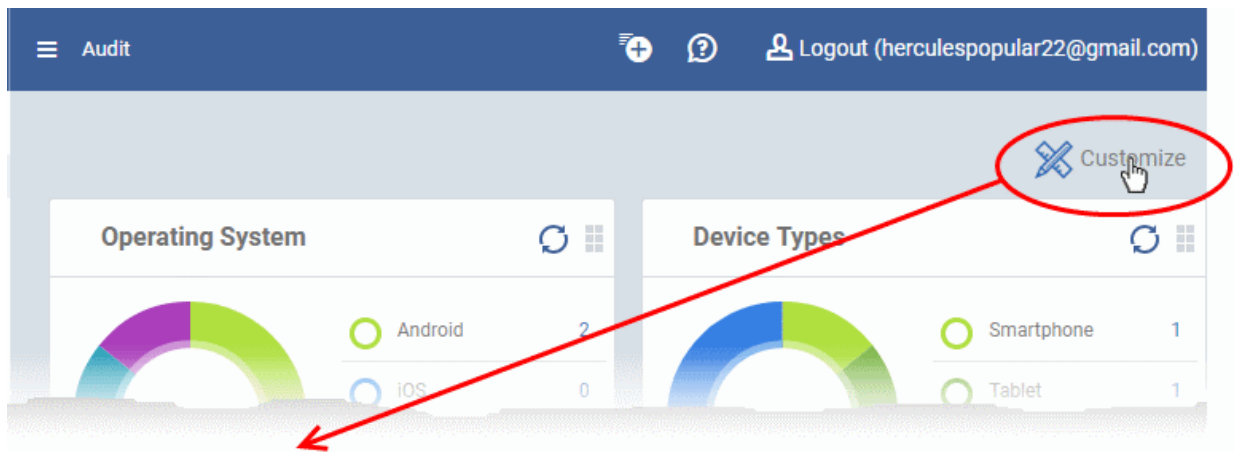 Audit
Logout (herculespopular22@gmail.com)
Customize
Operating System
Device Types
Android 2
Smartphone 1
iOS 0
Tablet 1